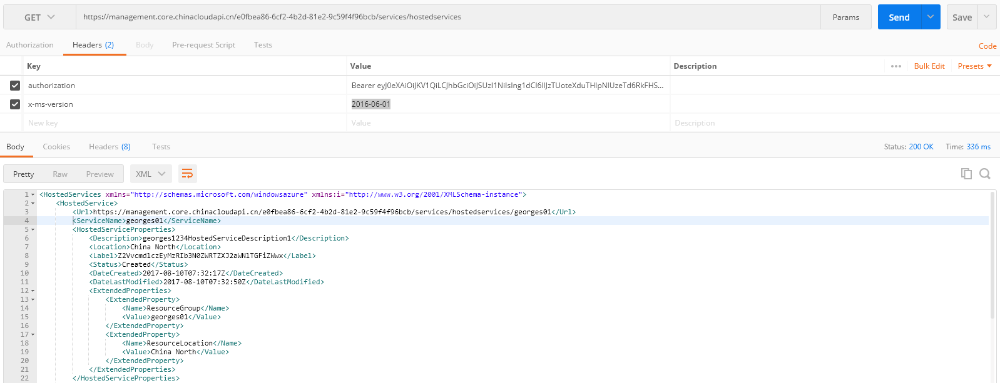 GET https://management.core.chinacloudapi.cn/e0fbea86-6cf2-4b2d-81e2-9c59f4f96bcb/services/hostedservices Params Send Save
Authorization Headers (2) Body Pre-request Script Tests Code
Key Value Description ••• Bulk Edit Presets
authorization Bearer
x-ms-version 2016-06-01
New key Value Description
Body Cookies Headers (8) Tests Status: 200 OK Time: 336 ms
Pretty Raw Preview XML
1 <HostedServices xmlns="http://schemas.microsoft.com/windowsazure" xmlns:i="http://www.w3.org/2001/XMLSchema-instance">
2 <HostedService>
3 <Url>https://management.core.chinacloudapi.cn/e0fbea86-6cf2-4b2d-81e2-9c59f4f96bcb/services/hostedservices/georges01</Url>
4 <ServiceName>georges01</ServiceName>
5 <HostedServiceProperties>
6 <Description>georges1234HostedServiceDescription1</Description>
7 <Location>China North</Location>
8 <Label>Z2VvcmdlczEyMzRIb3N0ZWRTZXJ2aWNlTGFiZWwx</Label>
9 <Status>Created</Status>
10 <DateCreated>2017-08-10T07:32:17Z</DateCreated>
11 <DateLastModified>2017-08-10T07:32:50Z</DateLastModified>
12 <ExtendedProperties>
13 <ExtendedProperty>
14 <Name>ResourceGroup</Name>
15 <Value>georges01</Value>
16 </ExtendedProperty>
17 <ExtendedProperty>
18 <Name>ResourceLocation</Name>
19 <Value>China North</Value>
20 </ExtendedProperty>
21 </ExtendedProperties>
22 </HostedServiceProperties>